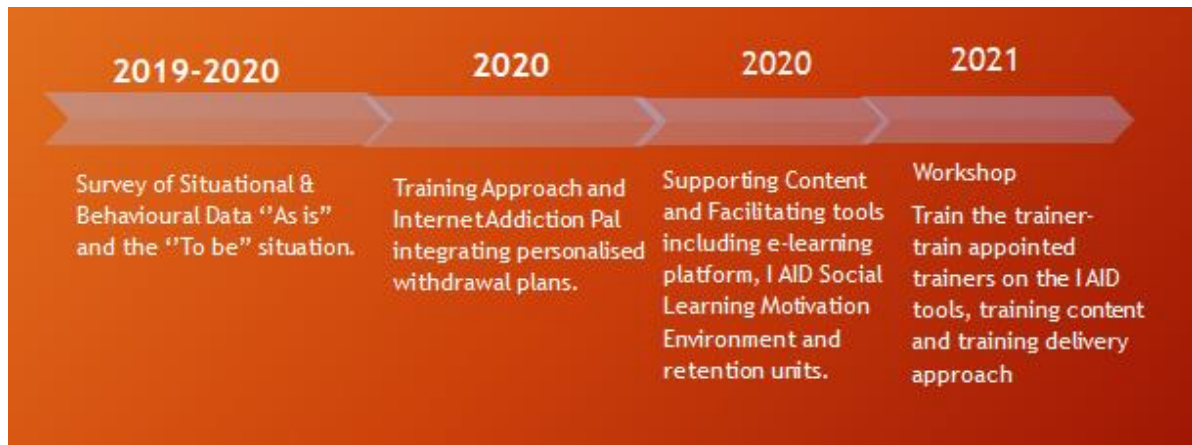 2019-2020
Survey of Situational &
Behavioural Data ‘’As is’’
and the ‘’To be’’ situation.
2020
Training Approach and
Internet Addiction Pal
integrating personalised
withdrawal plans.
2020
Supporting Content
and Facilitating tools
including e-learning
platform, I AID Social
Learning Motivation
Environment and
retention units.
2021
Workshop
Train the trainer-
train appointed
trainers on the I AID
tools, training content
and training delivery
approach